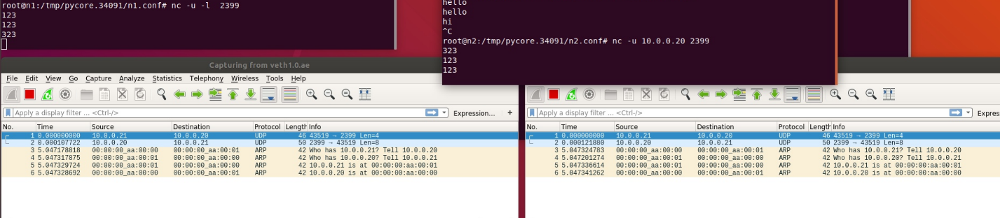 root@n1:/tmp/pycore.34091/n1.conf# nc -u -l  2399
123
123
323
hello
hello
hi
^C
root@n2:/tmp/pycore.34091/n2.conf# nc -u 10.0.0.20 2399
323
123
123
Capturing from veth1.0.ae
File Edit View Go Capture Analyze Statistics Telephony Wireless Tools Help
Apply a display filter ... <Ctrl-/> Expression... +
No. Time Source Destination Protocol Length Info
1 0.000000000 10.0.0.21 10.0.0.20 UDP 46 43519 → 2399 Len=4
2 0.000107722 10.0.0.20 10.0.0.21 UDP 50 2399 → 43519 Len=8
3 5.047178818 00:00:00_aa:00:00 00:00:00_aa:00:01 ARP 42 Who has 10.0.0.21? Tell 10.0.0.20
4 5.047317875 00:00:00_aa:00:01 00:00:00_aa:00:00 ARP 42 Who has 10.0.0.20? Tell 10.0.0.21
5 5.047329724 00:00:00_aa:00:01 00:00:00_aa:00:00 ARP 42 10.0.0.21 is at 00:00:00:aa:00:01
6 5.047328692 00:00:00_aa:00:00 00:00:00_aa:00:01 ARP 42 10.0.0.20 is at 00:00:00:aa:00:00
Apply a display filter ... <Ctrl-/> Expres
No. Time Source Destination Protocol Length Info
1 0.000000000 10.0.0.21 10.0.0.20 UDP 46 43519 → 2399 Len=4
2 0.000121880 10.0.0.20 10.0.0.21 UDP 50 2399 → 43519 Len=8
3 5.047324783 00:00:00_aa:00:00 00:00:00_aa:00:01 ARP 42 Who has 10.0.0.21? Tell 10.0.0.20
4 5.047201274 00:00:00_aa:00:01 00:00:00_aa:00:00 ARP 42 Who has 10.0.0.20? Tell 10.0.0.21
5 5.047336614 00:00:00_aa:00:01 00:00:00_aa:00:00 ARP 42 10.0.0.21 is at 00:00:00:aa:00:01
6 5.047341262 00:00:00_aa:00:00 00:00:00_aa:00:01 ARP 42 10.0.0.20 is at 00:00:00:aa:00:00